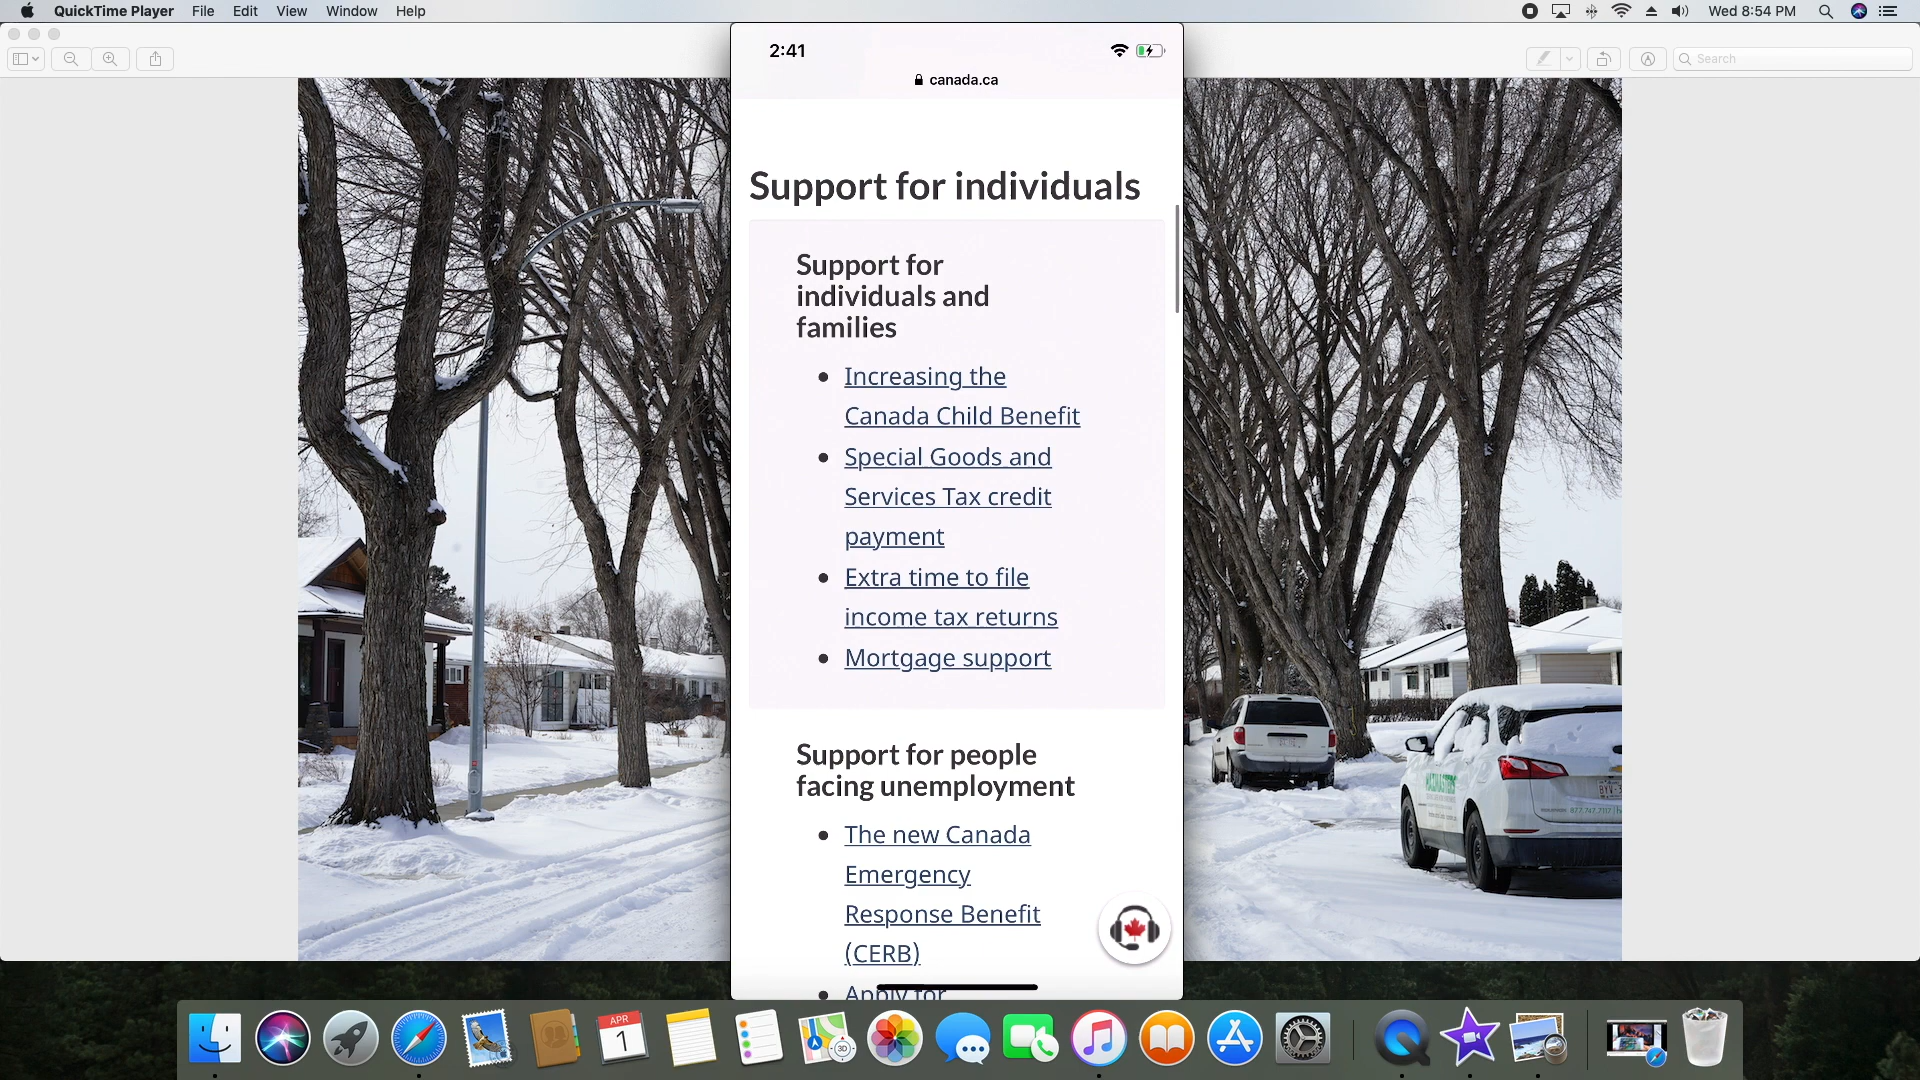 QuickTime Player File Edit View Window Help
Wed 8:54 PM
Search
2:41
canada.ca
Support for individuals
Support for
individuals and
families
• Increasing the
Canada Child Benefit
• Special Goods and
Services Tax credit
payment
• Extra time to file
income tax returns
• Mortgage support
Support for people
facing unemployment
• The new Canada
Emergency
Response Benefit
(CERB)
• Apply for
APR
1
3D